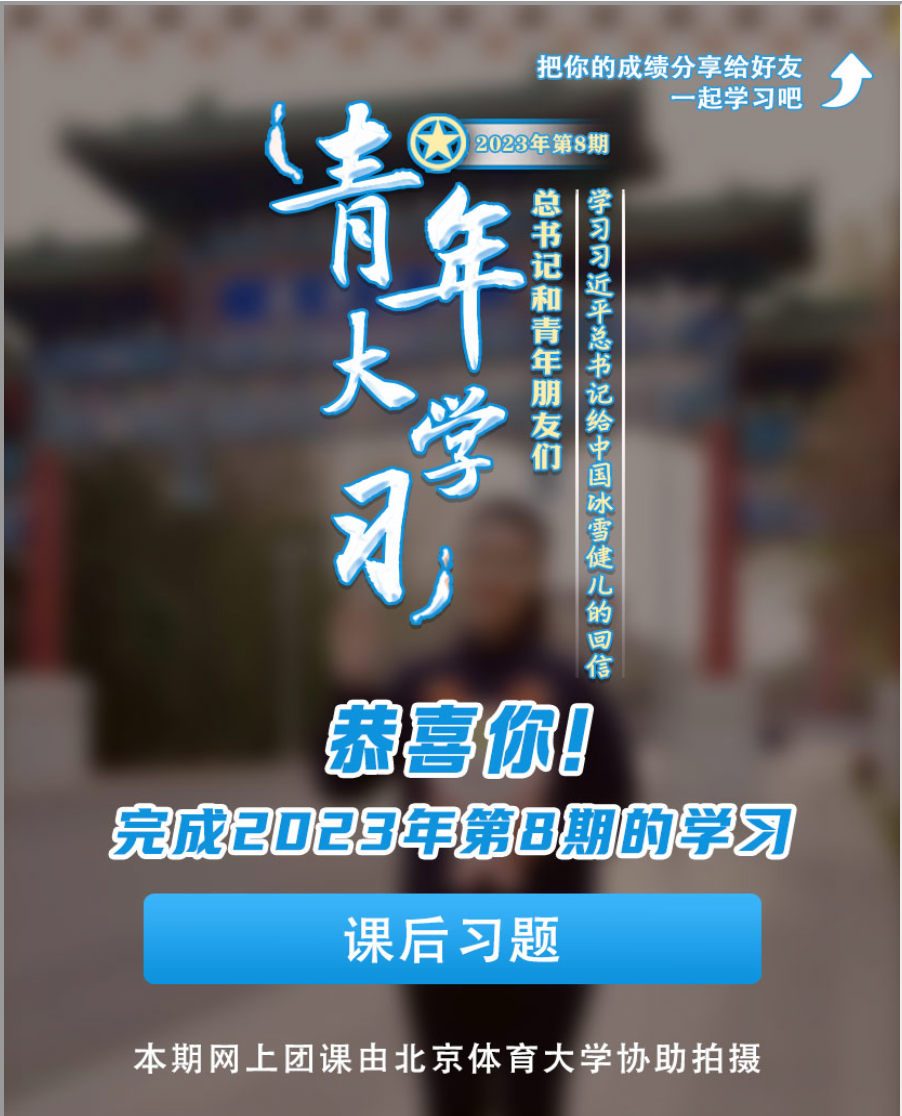 把你的成绩分享给好友
一起学习吧
2023年第8期
青年大学习
总书记和青年朋友们
学习习近平总书记给中国冰雪健儿的回信
恭喜你!
完成2023年第8期的学习
课后习题
本期网上团课由北京体育大学协助拍摄